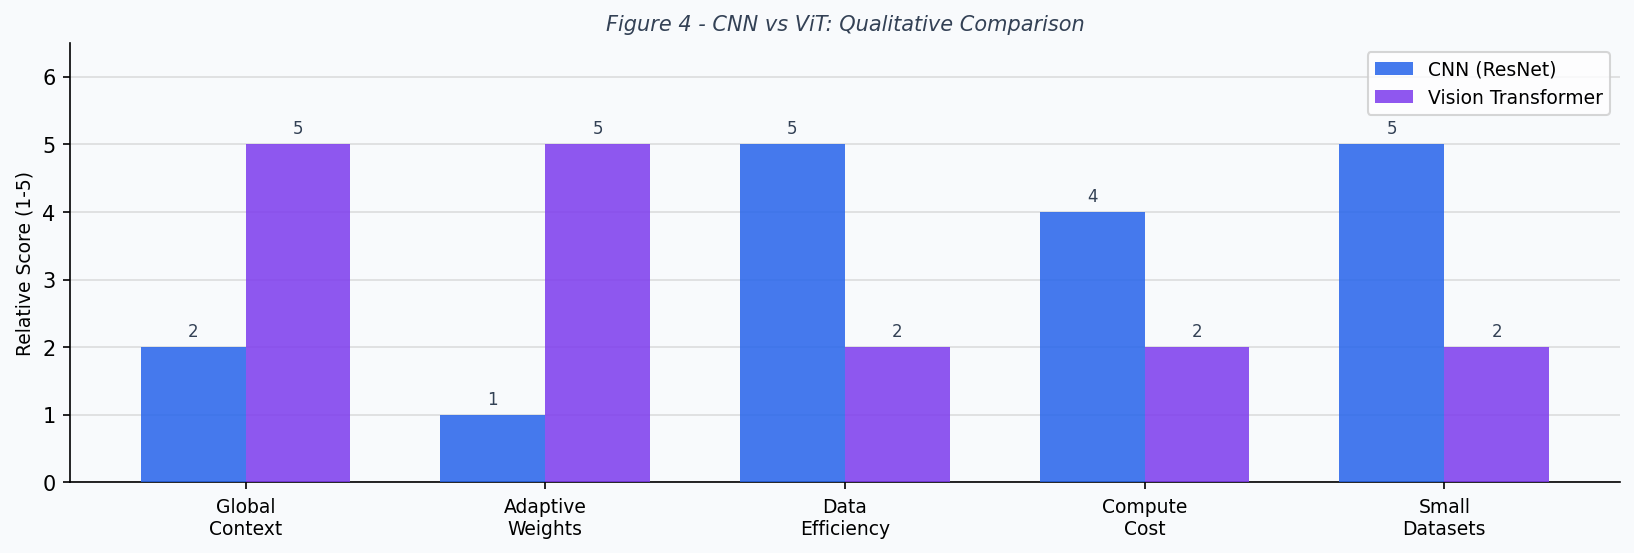 Figure 4 - CNN vs ViT: Qualitative Comparison
CNN (ResNet)
Vision Transformer
Relative Score (1-5)
6
5
4
3
2
1
0
2
5
1
5
5
2
4
2
5
2
Global
Context
Adaptive
Weights
Data
Efficiency
Compute
Cost
Small
Datasets